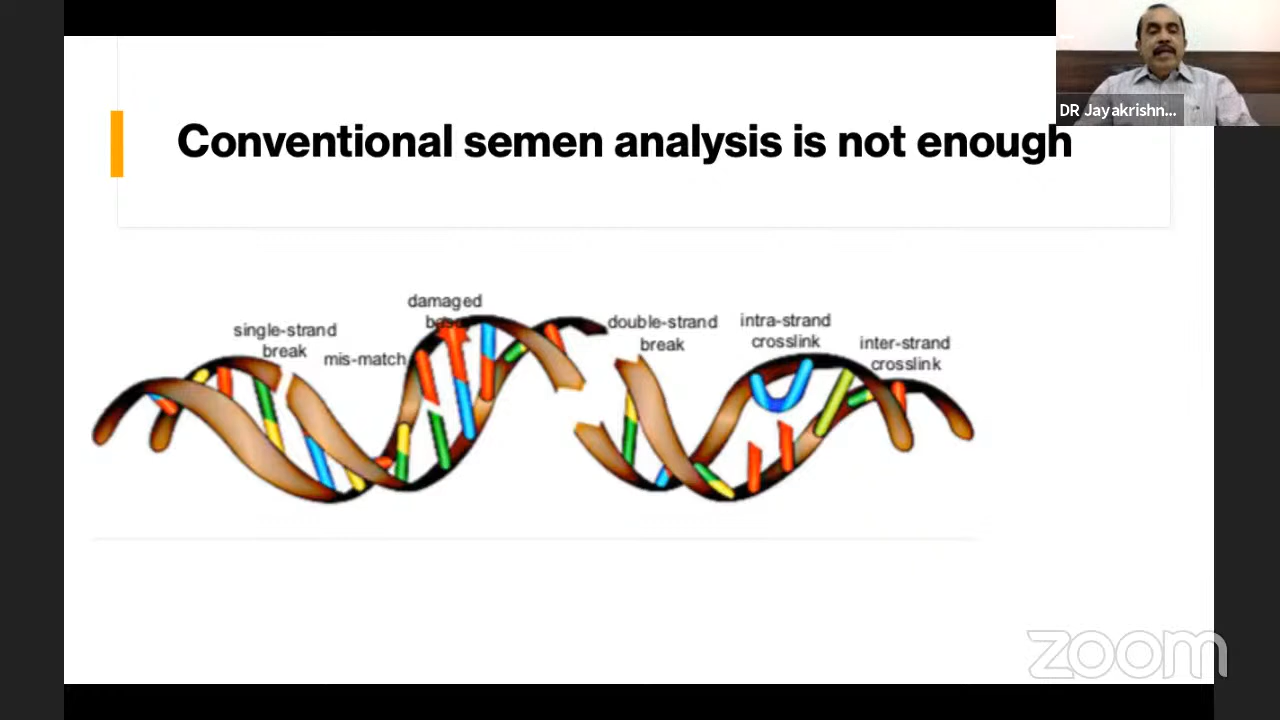 DR Jayakrishn...
Conventional semen analysis is not enough
single-strand
break
mis-match
damaged
base
double-strand
break
intra-strand
crosslink
inter-strand
crosslink
zoom